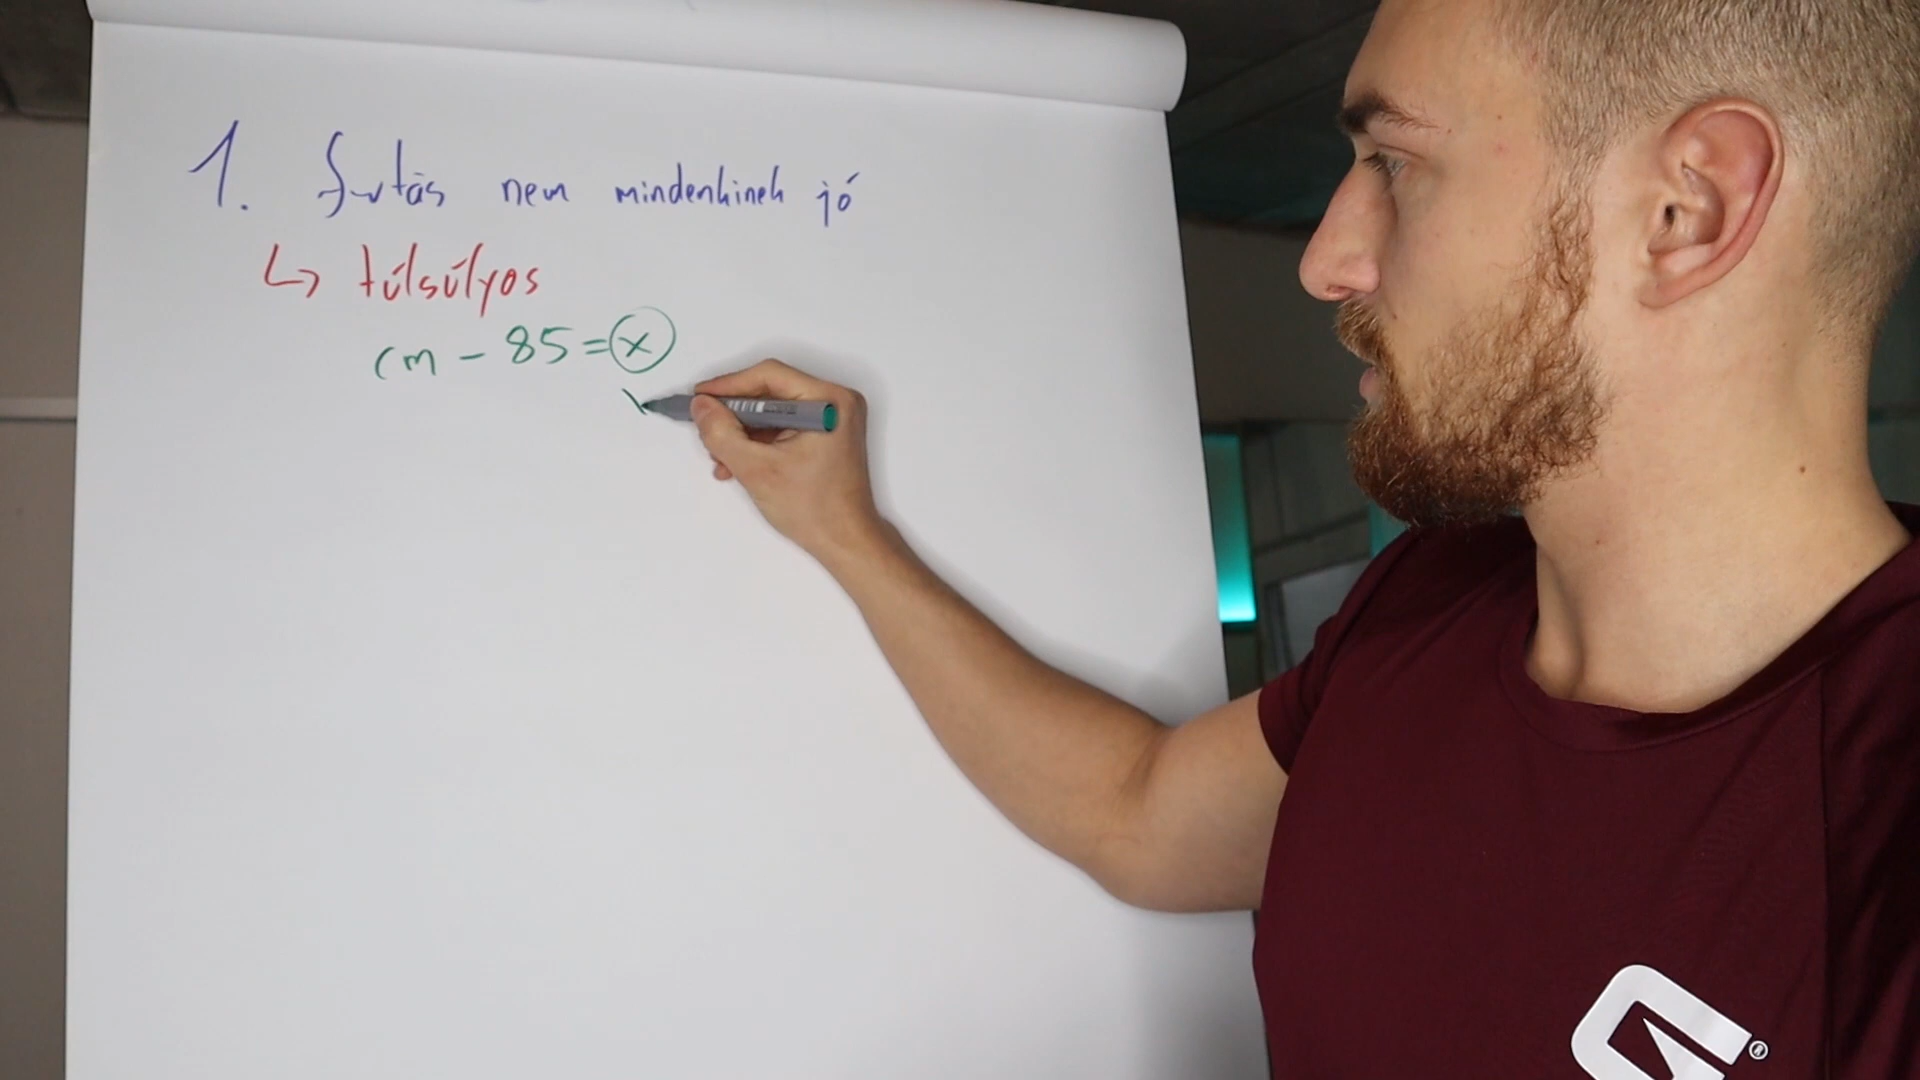 1. futás nem mindenkinek jó
↳ túlsúlyos
cm - 85 = x